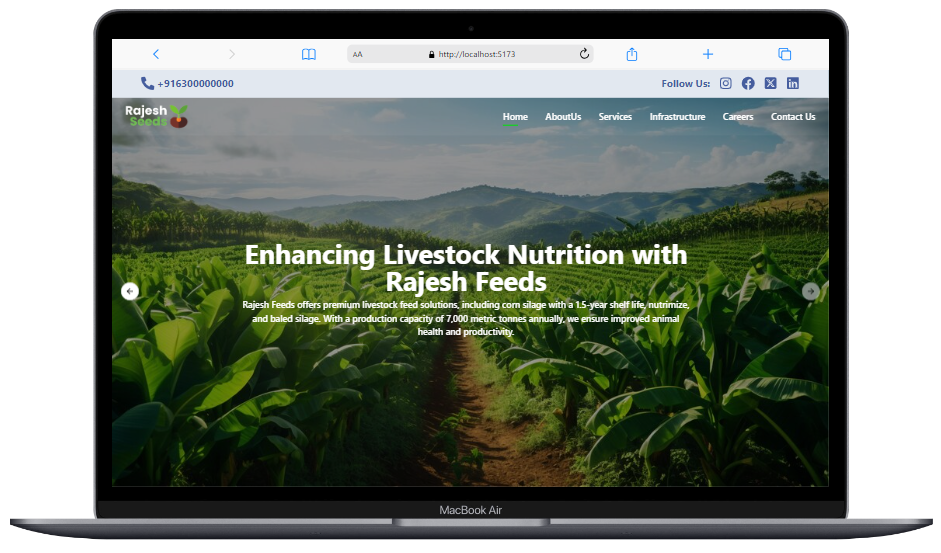 AA http://localhost:5173
+916300000000 Follow Us:
Rajesh
Seeds
Home AboutUs Services Infrastructure Careers Contact Us
Enhancing Livestock Nutrition with
Rajesh Feeds
Rajesh Feeds offers premium livestock feed solutions, including corn silage with a 1.5-year shelf life, nutrimize,
and baled silage. With a production capacity of 7,000 metric tonnes annually, we ensure improved animal
health and productivity.
MacBook Air